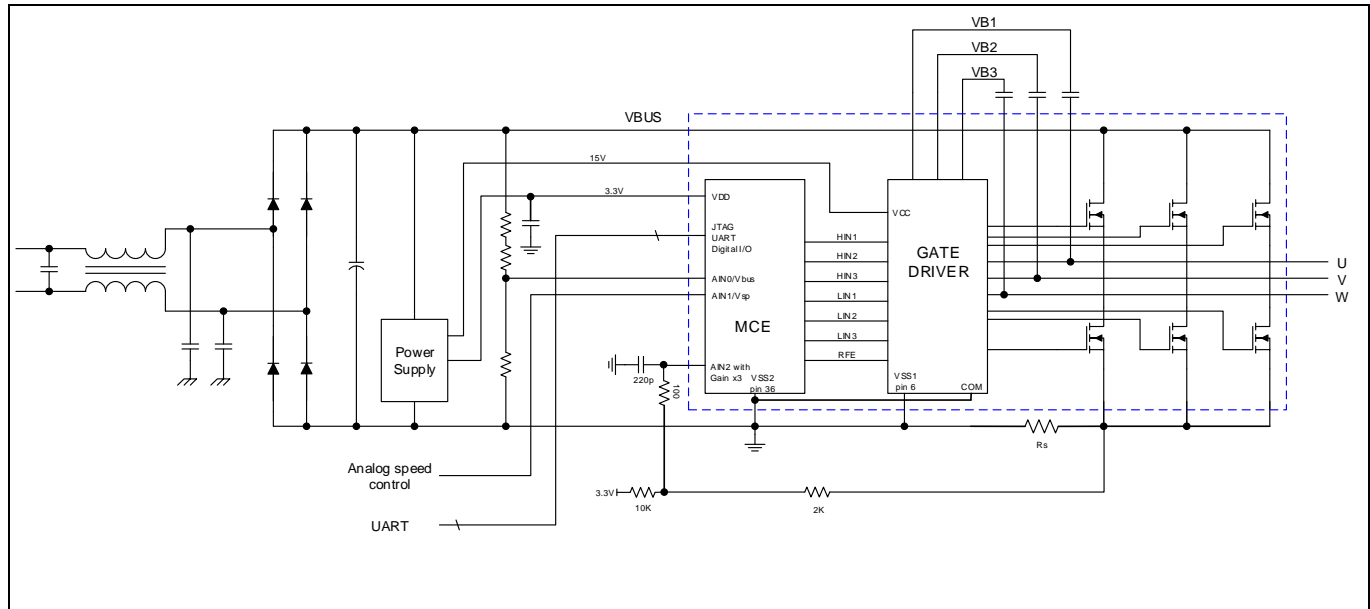 VB1
VB2
VB3
VBUS
15V
3.3V
VDD
JTAG
UART
Digital I/O
AIN0/Vbus
AIN1/Vsp
MCE
AIN2 with
Gain x3
VSS2
pin 36
HIN1
HIN2
HIN3
LIN1
LIN2
LIN3
RFE
VCC
GATE
DRIVER
VSS1
pin 6
COM
U
V
W
Power
Supply
220p
100
Rs
Analog speed
control
3.3V
10K
2K
UART